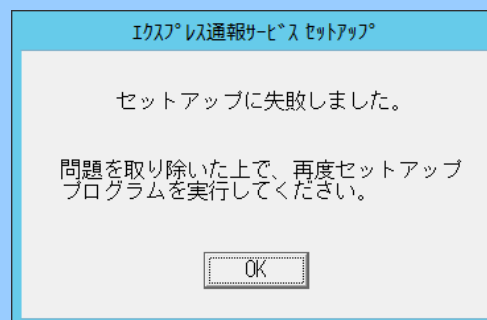 ｴｸｽﾌﾟﾚｽ通報ｻｰﾋﾞｽ ｾｯﾄｱｯﾌﾟ
セットアップに失敗しました。
問題を取り除いた上で、再度セットアップ
プログラムを実行してください。
OK